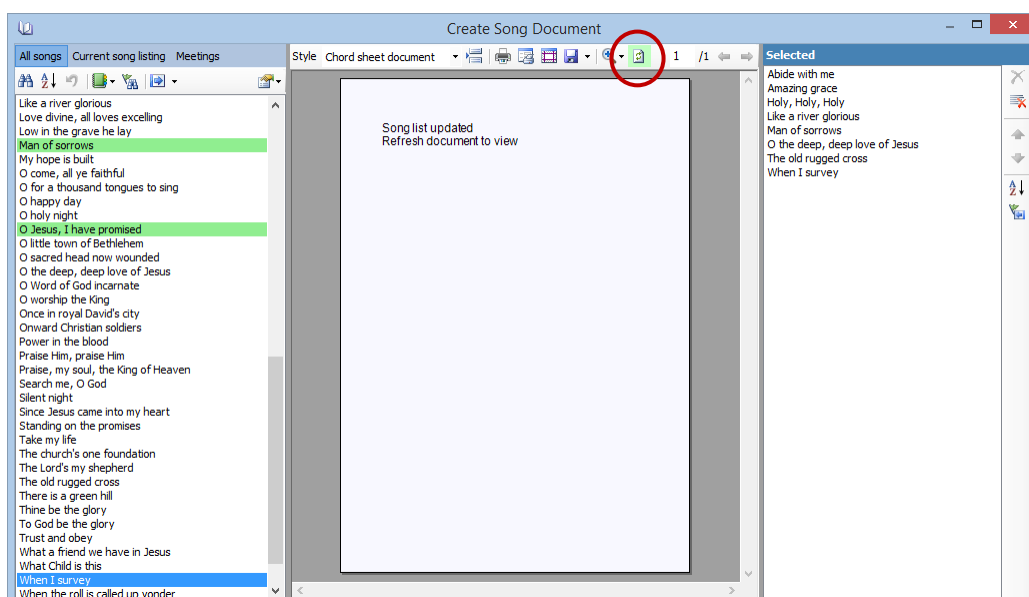 Create Song Document
All songs Current song listing Meetings
Style Chord sheet document 1 /1
Selected
Like a river glorious
Love divine, all loves excelling
Low in the grave he lay
Man of sorrows
My hope is built
O come, all ye faithful
O for a thousand tongues to sing
O happy day
O holy night
O Jesus, I have promised
O little town of Bethlehem
O sacred head now wounded
O the deep, deep love of Jesus
O Word of God incarnate
O worship the King
Once in royal David's city
Onward Christian soldiers
Power in the blood
Praise Him, praise Him
Praise, my soul, the King of Heaven
Search me, O God
Silent night
Since Jesus came into my heart
Standing on the promises
Take my life
The church's one foundation
The Lord's my shepherd
The old rugged cross
There is a green hill
Thine be the glory
To God be the glory
Trust and obey
What a friend we have in Jesus
What Child is this
When I survey
When the roll is called up yonder
Song list updated
Refresh document to view
Abide with me
Amazing grace
Holy, Holy, Holy
Like a river glorious
Man of sorrows
O the deep, deep love of Jesus
The old rugged cross
When I survey